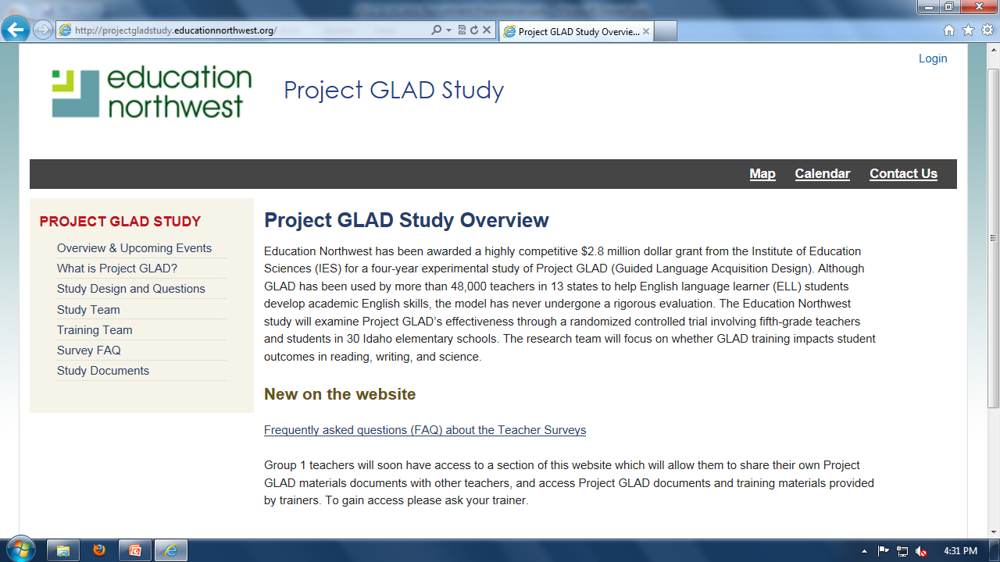 http://projectgladstudy.educationnorthwest.org/
Project GLAD Study Overvie...
Login
education
northwest
Project GLAD Study
Map Calendar Contact Us
PROJECT GLAD STUDY
Overview & Upcoming Events
What is Project GLAD?
Study Design and Questions
Study Team
Training Team
Survey FAQ
Study Documents
Project GLAD Study Overview
Education Northwest has been awarded a highly competitive $2.8 million dollar grant from the Institute of Education
Sciences (IES) for a four-year experimental study of Project GLAD (Guided Language Acquisition Design). Although
GLAD has been used by more than 48,000 teachers in 13 states to help English language learner (ELL) students
develop academic English skills, the model has never undergone a rigorous evaluation. The Education Northwest
study will examine Project GLAD's effectiveness through a randomized controlled trial involving fifth-grade teachers
and students in 30 Idaho elementary schools. The research team will focus on whether GLAD training impacts student
outcomes in reading, writing, and science.
New on the website
Frequently asked questions (FAQ) about the Teacher Surveys
Group 1 teachers will soon have access to a section of this website which will allow them to share their own Project
GLAD materials documents with other teachers, and access Project GLAD documents and training materials provided
by trainers. To gain access please ask your trainer.
4:31 PM